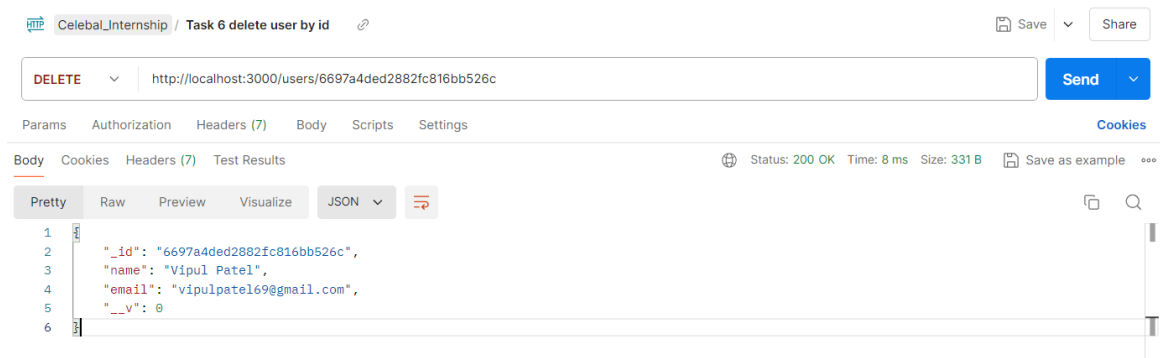 HTTP Celebal_Internship / Task 6 delete user by id Save Share
DELETE http://localhost:3000/users/6697a4ded2882fc816bb526c Send
Params Authorization Headers (7) Body Scripts Settings Cookies
Body Cookies Headers (7) Test Results Status: 200 OK Time: 8 ms Size: 331 B Save as example
Pretty Raw Preview Visualize JSON
1 {
2 "_id": "6697a4ded2882fc816bb526c",
3 "name": "Vipul Patel",
4 "email": "vipulpatel69@gmail.com",
5 "__v": 0
6 }